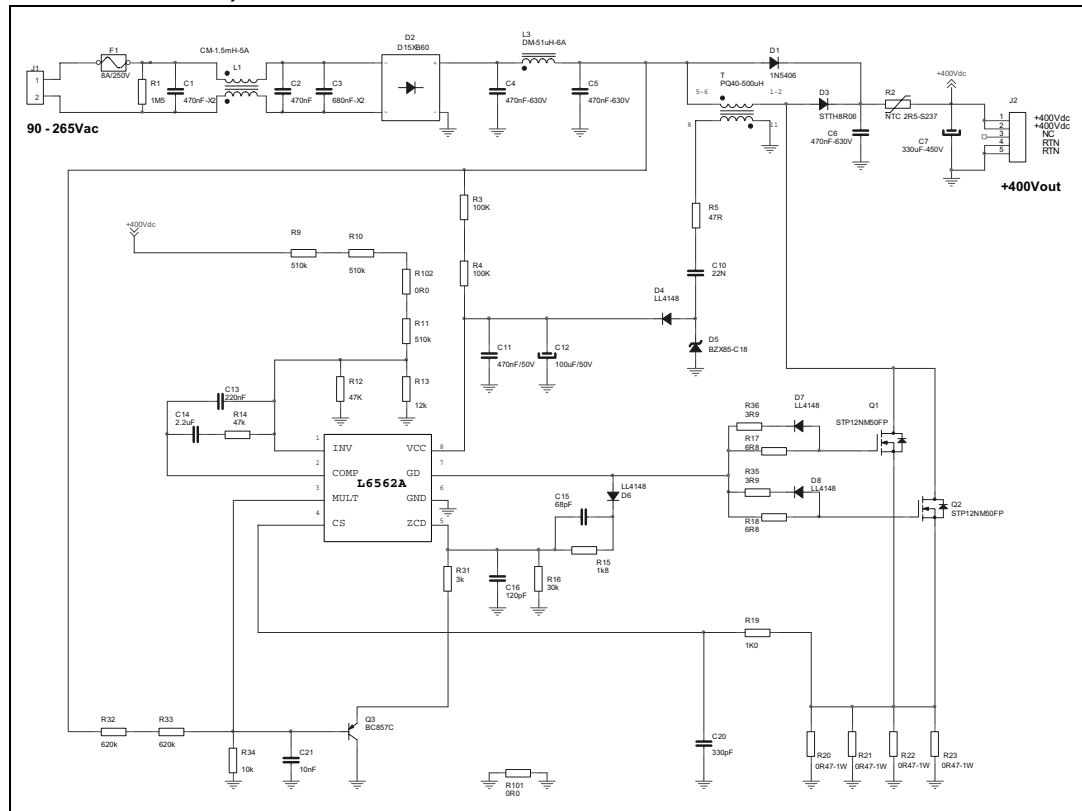 F1
8A/250V
CM-1.5mH-5A
L1
D2
D15XB60
L3
DM-51uH-6A
D1
1N5406
J1
1
2
R1
1M5
C1
470nF-X2
C2
470nF
C3
680nF-X2
~
~
+
-
C4
470nF-630V
C5
470nF-630V
T
PQ40-500uH
5-6
1-2
8
11
D3
STTH8R06
R2
NTC 2R5-S237
+400Vdc
J2
1
2
3
4
5
+400Vdc
+400Vdc
NC
RTN
RTN
C6
470nF-630V
C7
330uF-450V
90 - 265Vac
+400Vout
R3
100K
R5
47R
+400Vdc
R9
510k
R10
510k
R4
100K
C10
22N
R102
0R0
D4
LL4148
R11
510k
D5
BZX85-C18
C11
470nF/50V
C12
100uF/50V
C13
220nF
R12
47K
R13
12k
C14
2.2uF
R14
47k
R36
3R9
D7
LL4148
Q1
STP12NM50FP
R17
6R8
1
INV
VCC
8
2
COMP
GD
7
L6562A
3
MULT
GND
6
4
CS
ZCD
5
R35
3R9
D8
LL4148
Q2
STP12NM50FP
R18
6R8
C15
68pF
LL4148
D6
R15
1k8
R31
3k
C16
120pF
R16
30k
R19
1K0
R32
620k
R33
620k
Q3
BC857C
R34
10k
C21
10nF
C20
330pF
R101
0R0
R20
0R47-1W
R21
0R47-1W
R22
0R47-1W
R23
0R47-1W